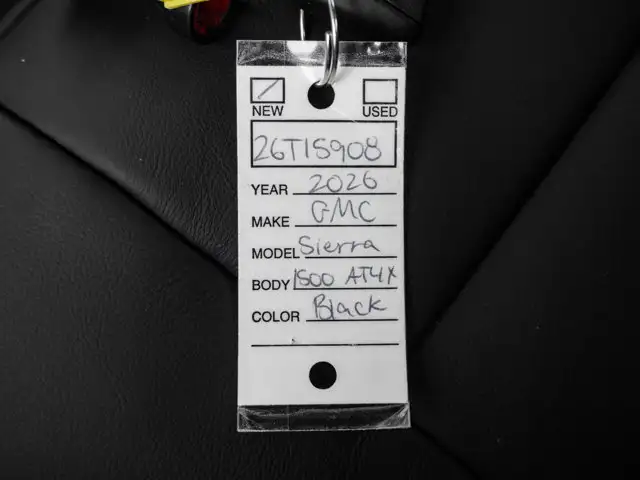 NEW USED
26T15908
YEAR 2026
MAKE GMC
MODEL Sierra
BODY 1500 AT4X
COLOR Black